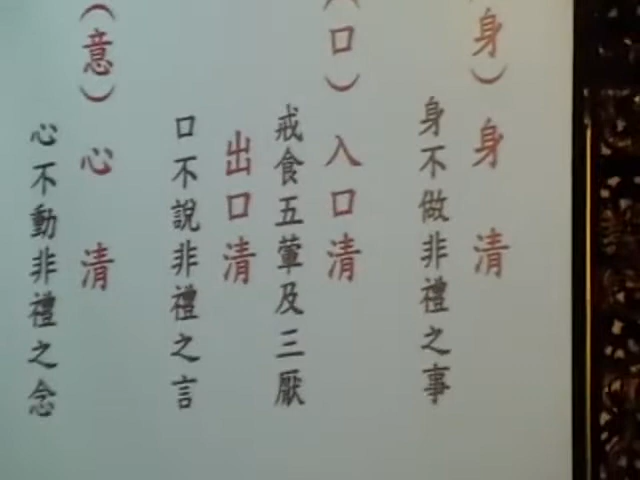 （身）身清
身不做非禮之事
（口）入口清
戒食五葷及三厭
出口清
口不說非禮之言
（意）心清
心不動非禮之念